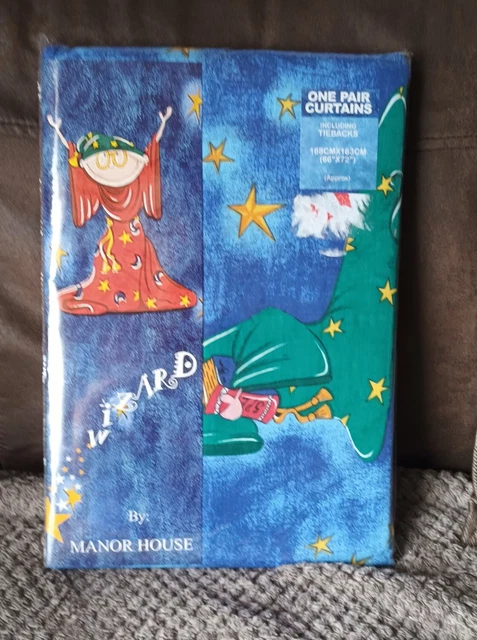 ONE PAIR
CURTAINS
INCLUDING
TIEBACKS
168CMX183CM
(66"X72")
(Approx)
WIZARD
By:
MANOR HOUSE